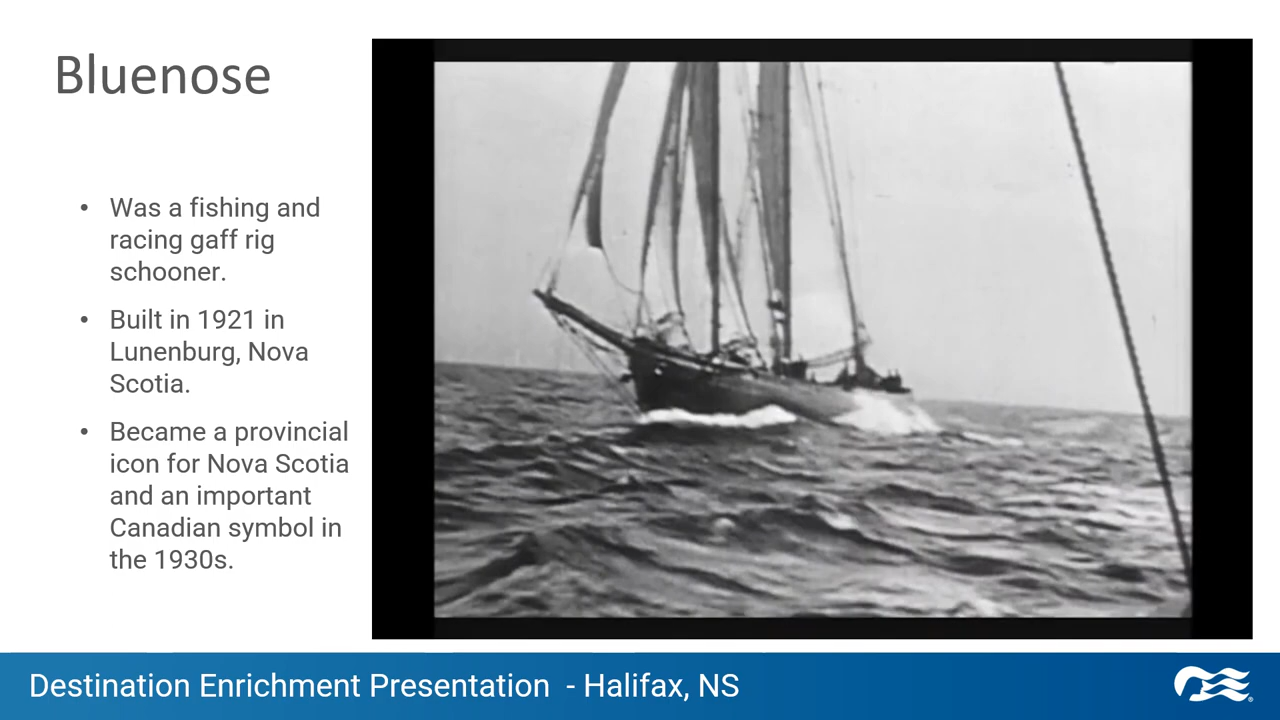 Bluenose
• Was a fishing and
racing gaff rig
schooner.
• Built in 1921 in
Lunenburg, Nova
Scotia.
• Became a provincial
icon for Nova Scotia
and an important
Canadian symbol in
the 1930s.
Destination Enrichment Presentation - Halifax, NS
®